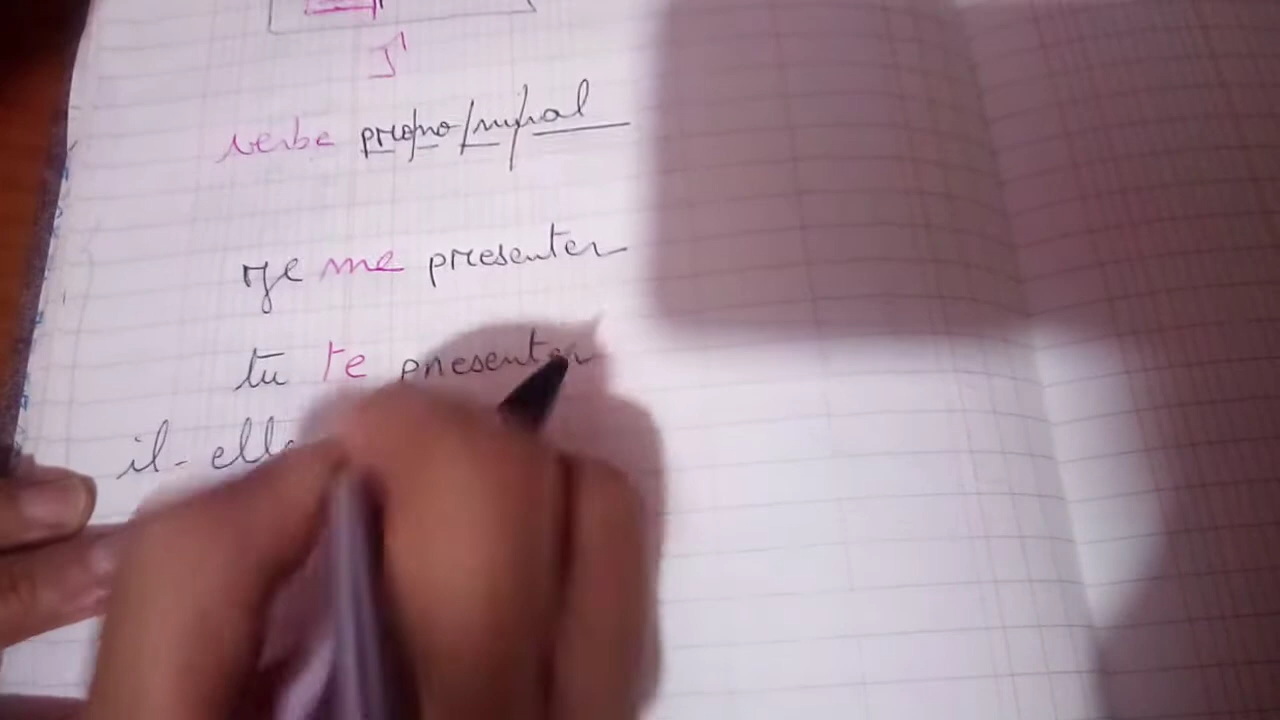 verbe pronominal
je me presenter
tu te presenter
il-elle